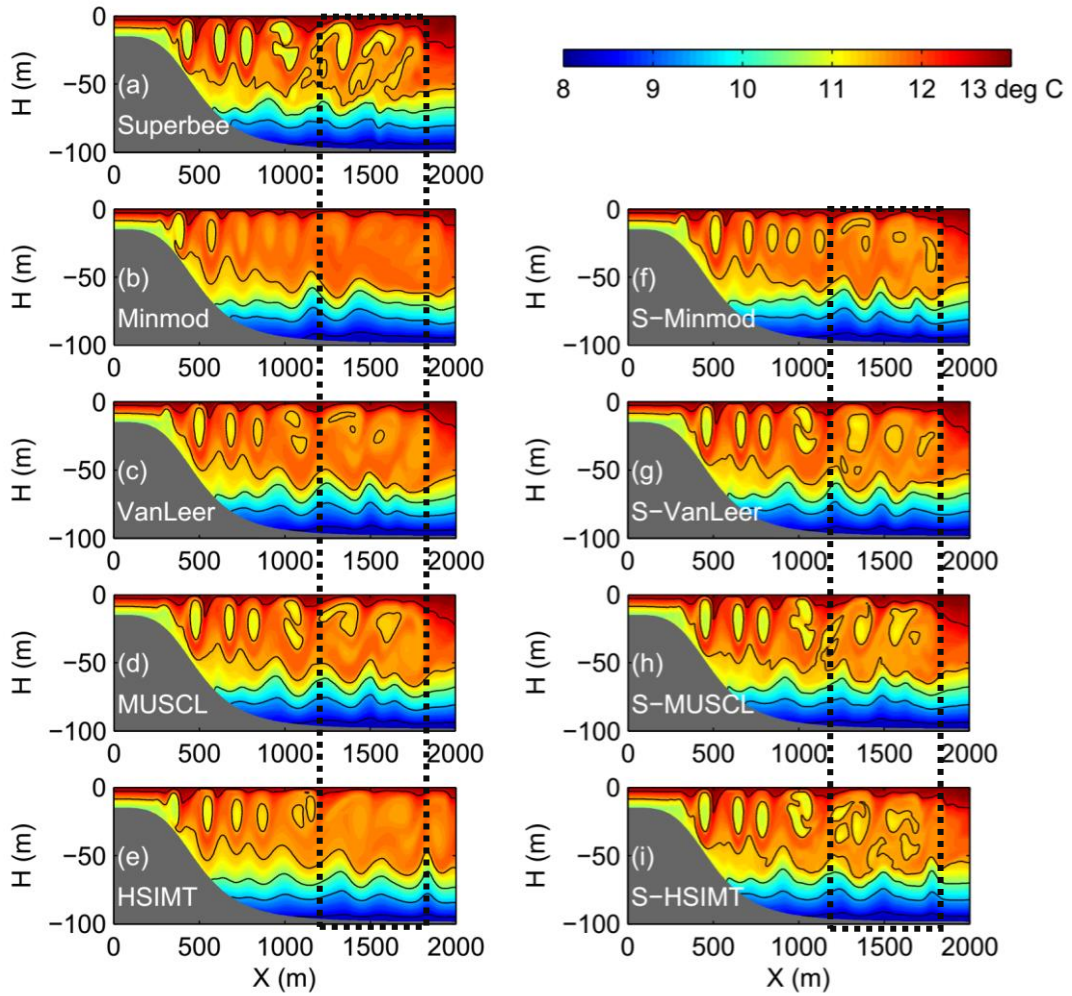 0
−50
−100
H (m)
(a)
Superbee
0 500 1000 1500 2000
8 9 10 11 12 13 deg C
0
−50
−100
H (m)
(b)
Minmod
0 500 1000 1500 2000
0
−50
−100
H (m)
(f)
S−Minmod
0 500 1000 1500 2000
0
−50
−100
H (m)
(c)
VanLeer
0 500 1000 1500 2000
0
−50
−100
H (m)
(g)
S−VanLeer
0 500 1000 1500 2000
0
−50
−100
H (m)
(d)
MUSCL
0 500 1000 1500 2000
0
−50
−100
H (m)
(h)
S−MUSCL
0 500 1000 1500 2000
0
−50
−100
H (m)
(e)
HSIMT
0 500 1000 1500 2000
X (m)
0
−50
−100
H (m)
(i)
S−HSIMT
0 500 1000 1500 2000
X (m)